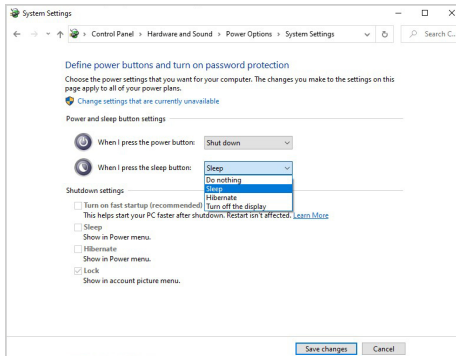 System Settings
Control Panel > Hardware and Sound > Power Options > System Settings
Search C...
Define power buttons and turn on password protection
Choose the power settings that you want for your computer. The changes you make to the settings on this
page apply to all of your power plans.
Change settings that are currently unavailable
Power and sleep button settings
When I press the power button: Shut down
When I press the sleep button: Sleep
Do nothing
Sleep
Hibernate
Turn off the display
Shutdown settings
Turn on fast startup (recommended)
This helps start your PC faster after shutdown. Restart isn't affected. Learn More
Sleep
Show in Power menu.
Hibernate
Show in Power menu.
Lock
Show in account picture menu.
Save changes Cancel